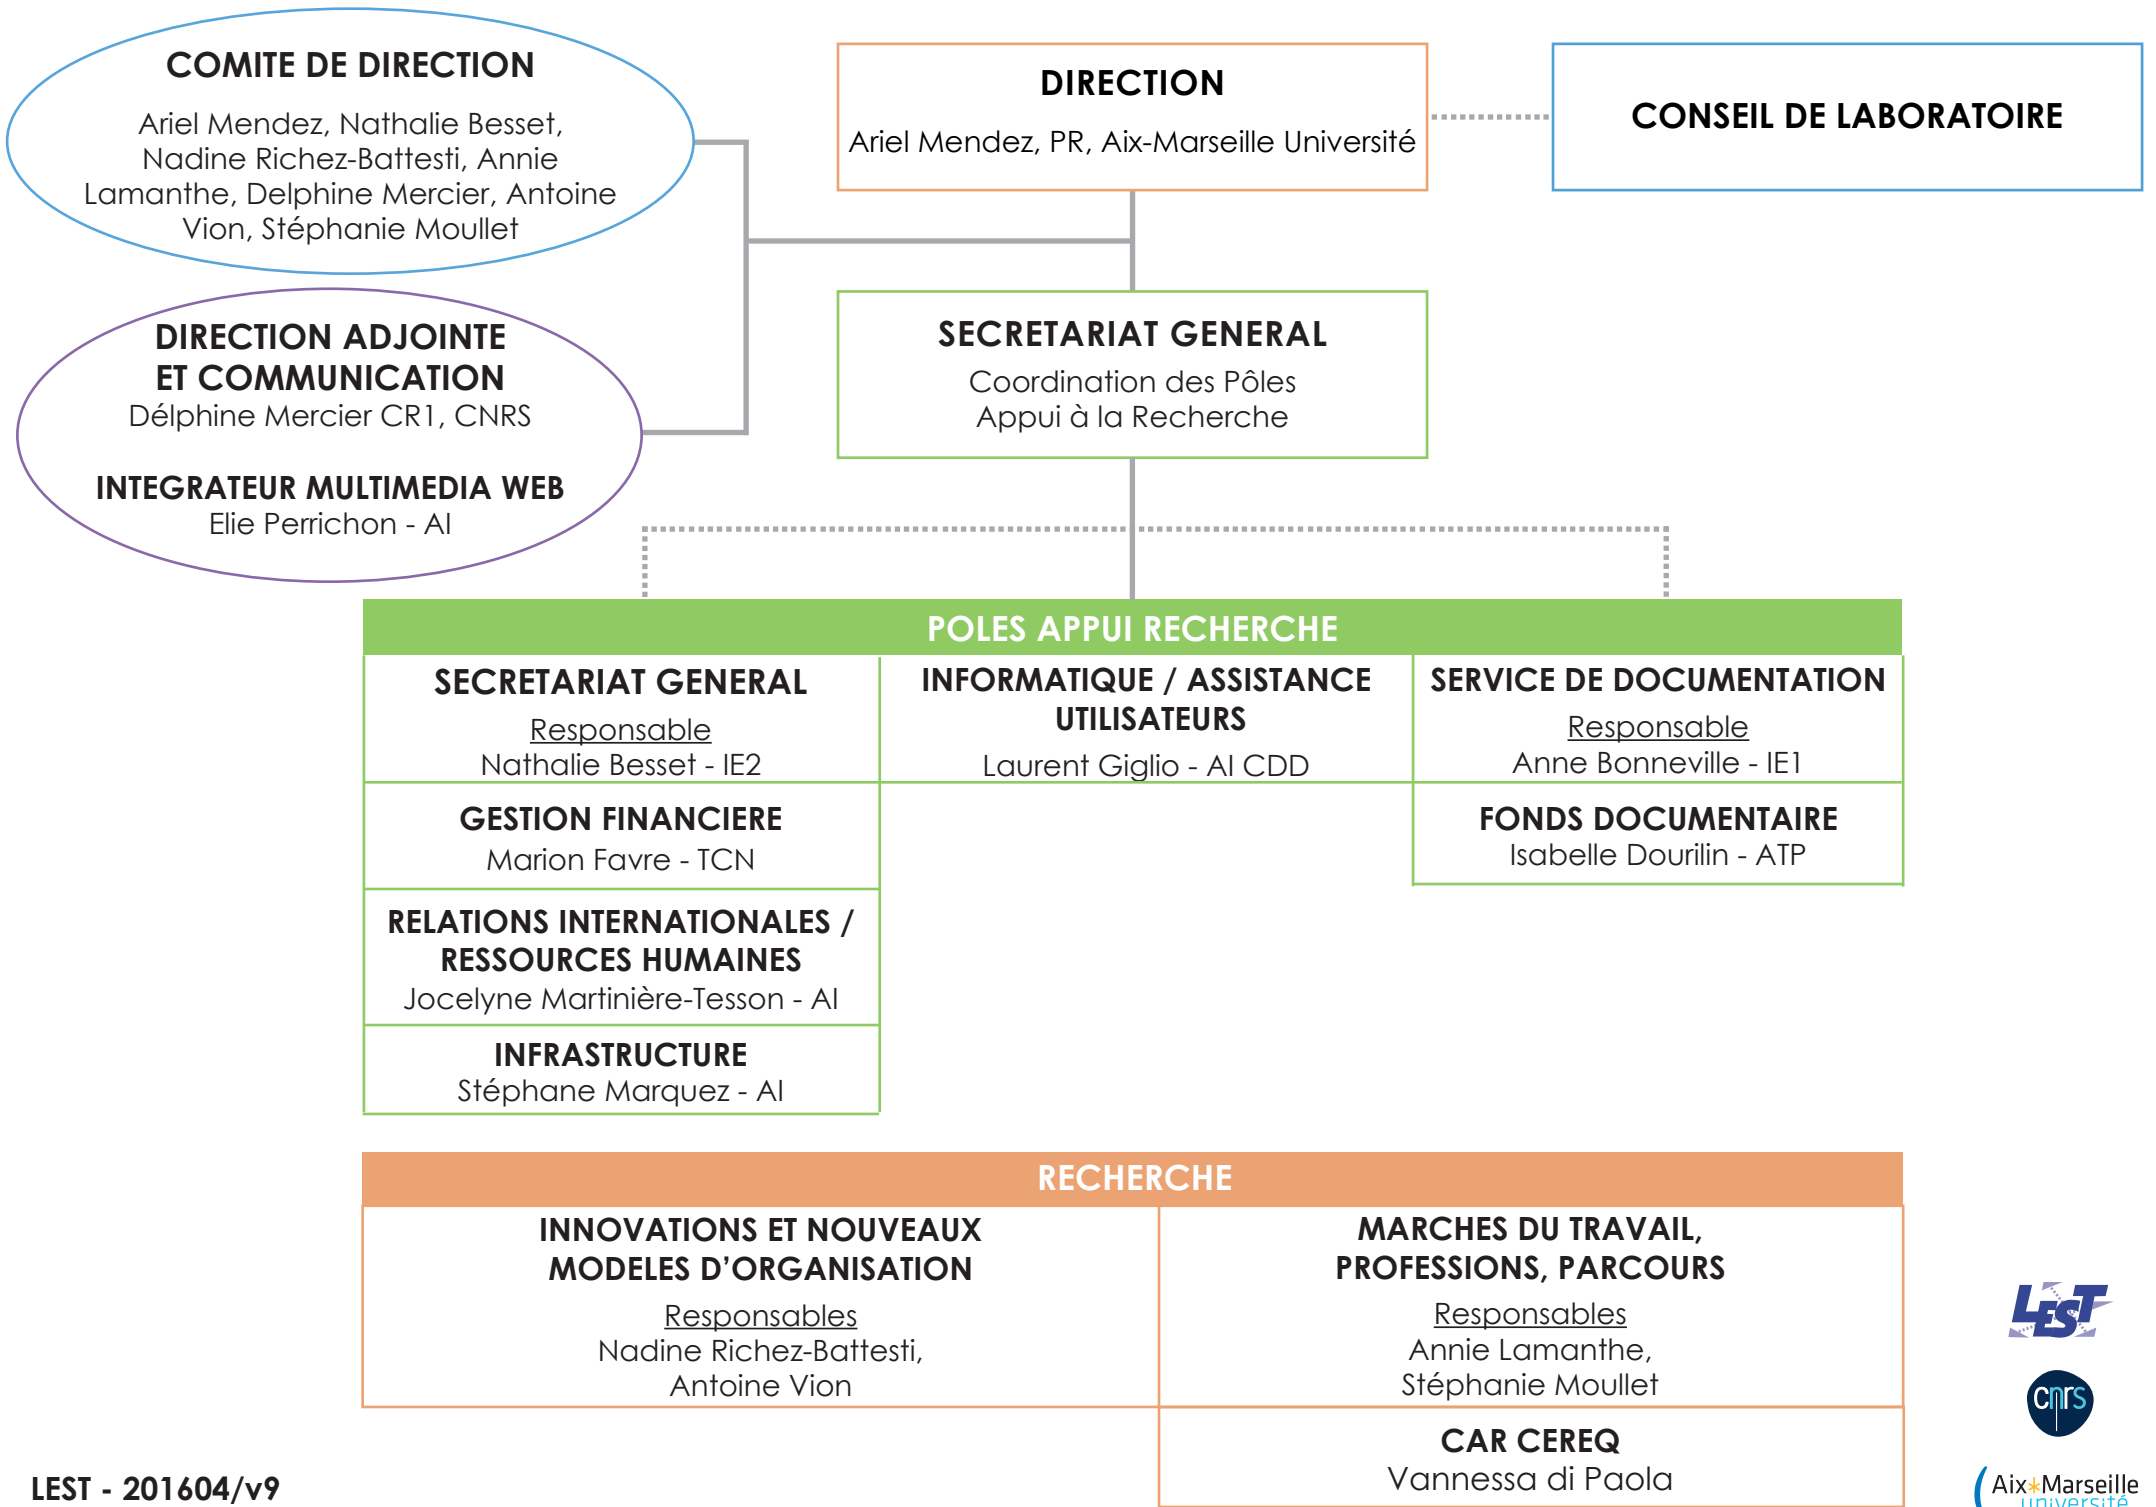 COMITE DE DIRECTION
Ariel Mendez, Nathalie Besset,
Nadine Richez-Battesti, Annie
Lamanthe, Delphine Mercier, Antoine
Vion, Stéphanie Moullet
DIRECTION
Ariel Mendez, PR, Aix-Marseille Université
CONSEIL DE LABORATOIRE
DIRECTION ADJOINTE
ET COMMUNICATION
Délphine Mercier CR1, CNRS
INTEGRATEUR MULTIMEDIA WEB
Elie Perrichon - AI
SECRETARIAT GENERAL
Coordination des Pôles
Appui à la Recherche
POLES APPUI RECHERCHE
SECRETARIAT GENERAL
Responsable
Nathalie Besset - IE2
GESTION FINANCIERE
Marion Favre - TCN
RELATIONS INTERNATIONALES /
RESSOURCES HUMAINES
Jocelyne Martinière-Tesson - AI
INFRASTRUCTURE
Stéphane Marquez - AI
INFORMATIQUE / ASSISTANCE
UTILISATEURS
Laurent Giglio - AI CDD
SERVICE DE DOCUMENTATION
Responsable
Anne Bonneville - IE1
FONDS DOCUMENTAIRE
Isabelle Dourilin - ATP
RECHERCHE
INNOVATIONS ET NOUVEAUX
MODELES D'ORGANISATION
Responsables
Nadine Richez-Battesti,
Antoine Vion
MARCHES DU TRAVAIL,
PROFESSIONS, PARCOURS
Responsables
Annie Lamanthe,
Stéphanie Moullet
CAR CEREQ
Vannessa di Paola
LEST
cnrs
Aix*Marseille
université
LEST - 201604/v9